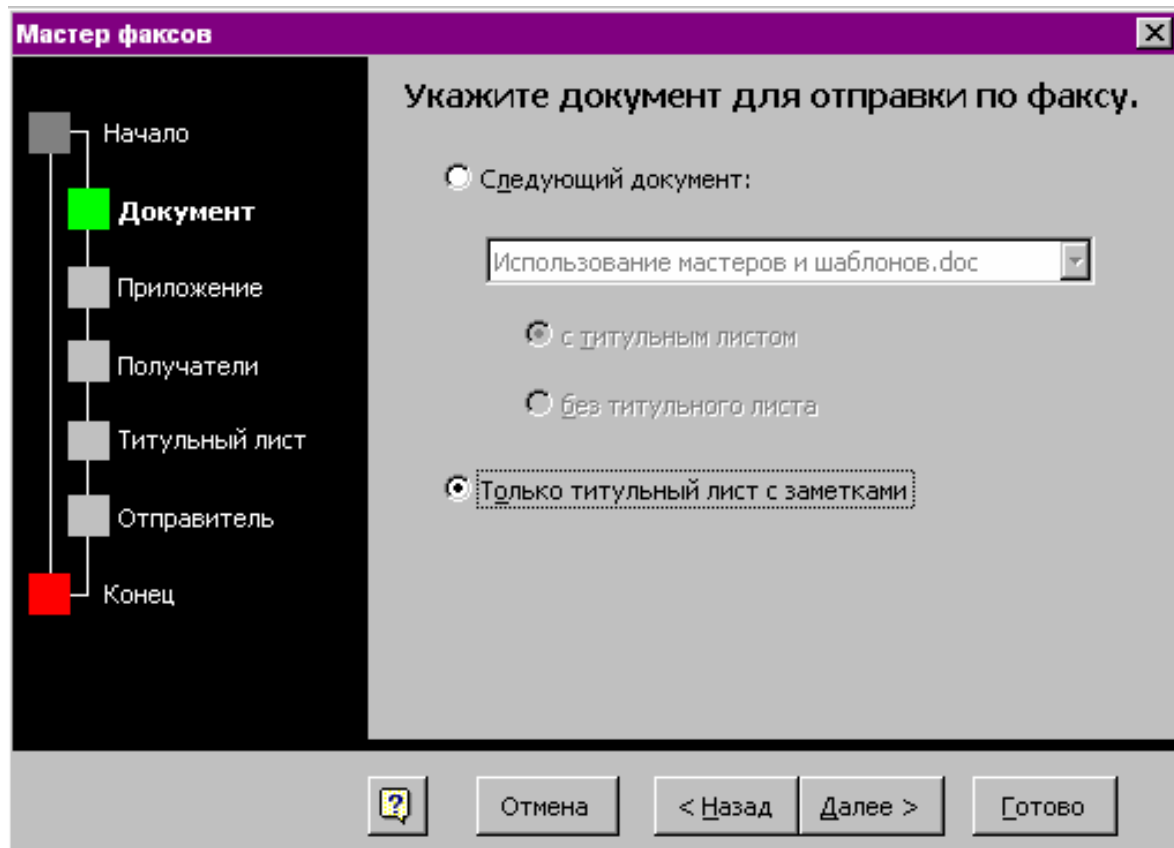 Мастер факсов
Укажите документ для отправки по факсу.
Начало
Документ
Приложение
Получатели
Титульный лист
Отправитель
Конец
Следующий документ:
Использование мастеров и шаблонов.doc
с титульным листом
без титульного листа
Только титульный лист с заметками
?
Отмена
< Назад
Далее >
Готово